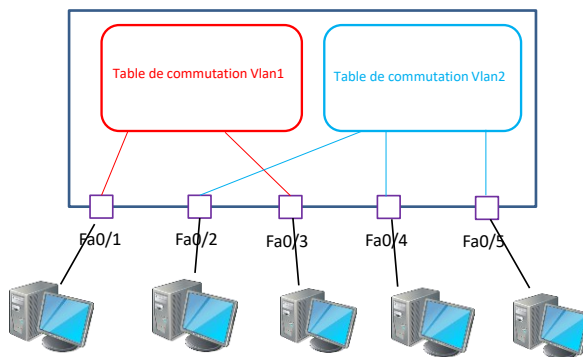 Table de commutation Vlan1
Table de commutation Vlan2
Fa0/1
Fa0/2
Fa0/3
Fa0/4
Fa0/5